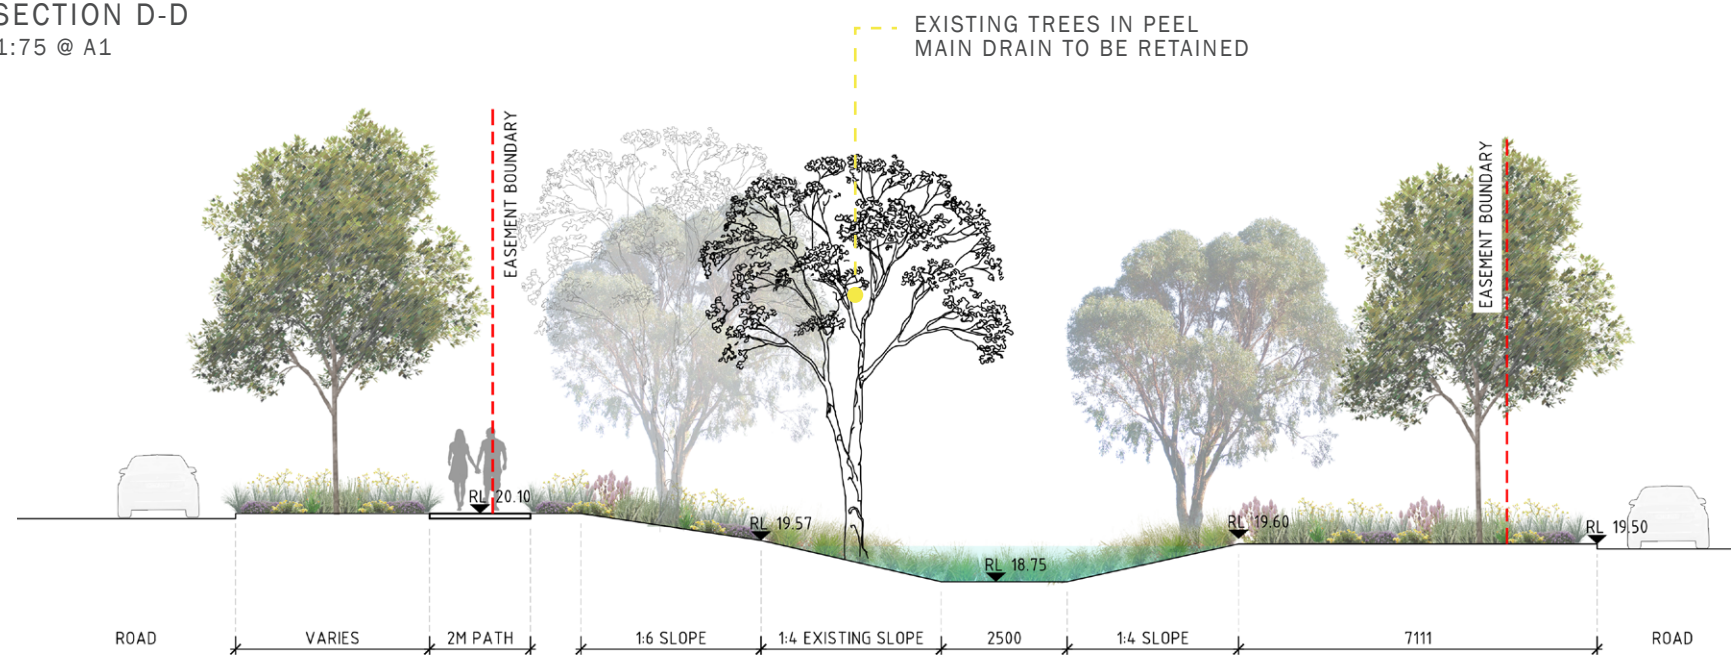 SECTION D-D
1:75 @ A1
EXISTING TREES IN PEEL
MAIN DRAIN TO BE RETAINED
EASEMENT BOUNDARY
EASEMENT BOUNDARY
RL 20.10
RL 19.57
RL 18.75
RL 19.60
RL 19.50
ROAD
VARIES
2M PATH
1:6 SLOPE
1:4 EXISTING SLOPE
2500
1:4 SLOPE
7111
ROAD